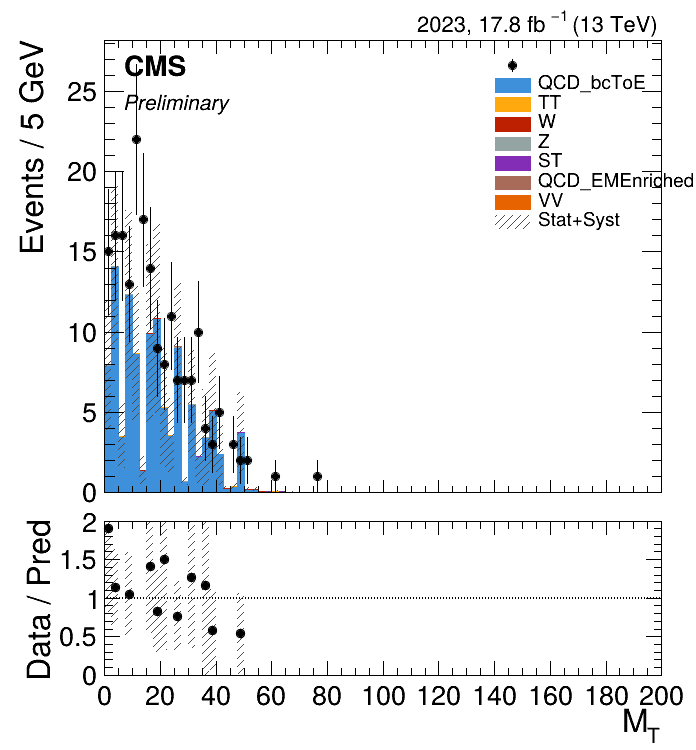 2023, 17.8 fb⁻¹ (13 TeV)
CMS
Preliminary
QCD_bcToE
TT
W
Z
ST
QCD_EMEnriched
VV
Stat+Syst
Events / 5 GeV
25
20
15
10
5
0
Data / Pred
2
1.5
1
0.5
0
0 20 40 60 80 100 120 140 160 180 200
M_T